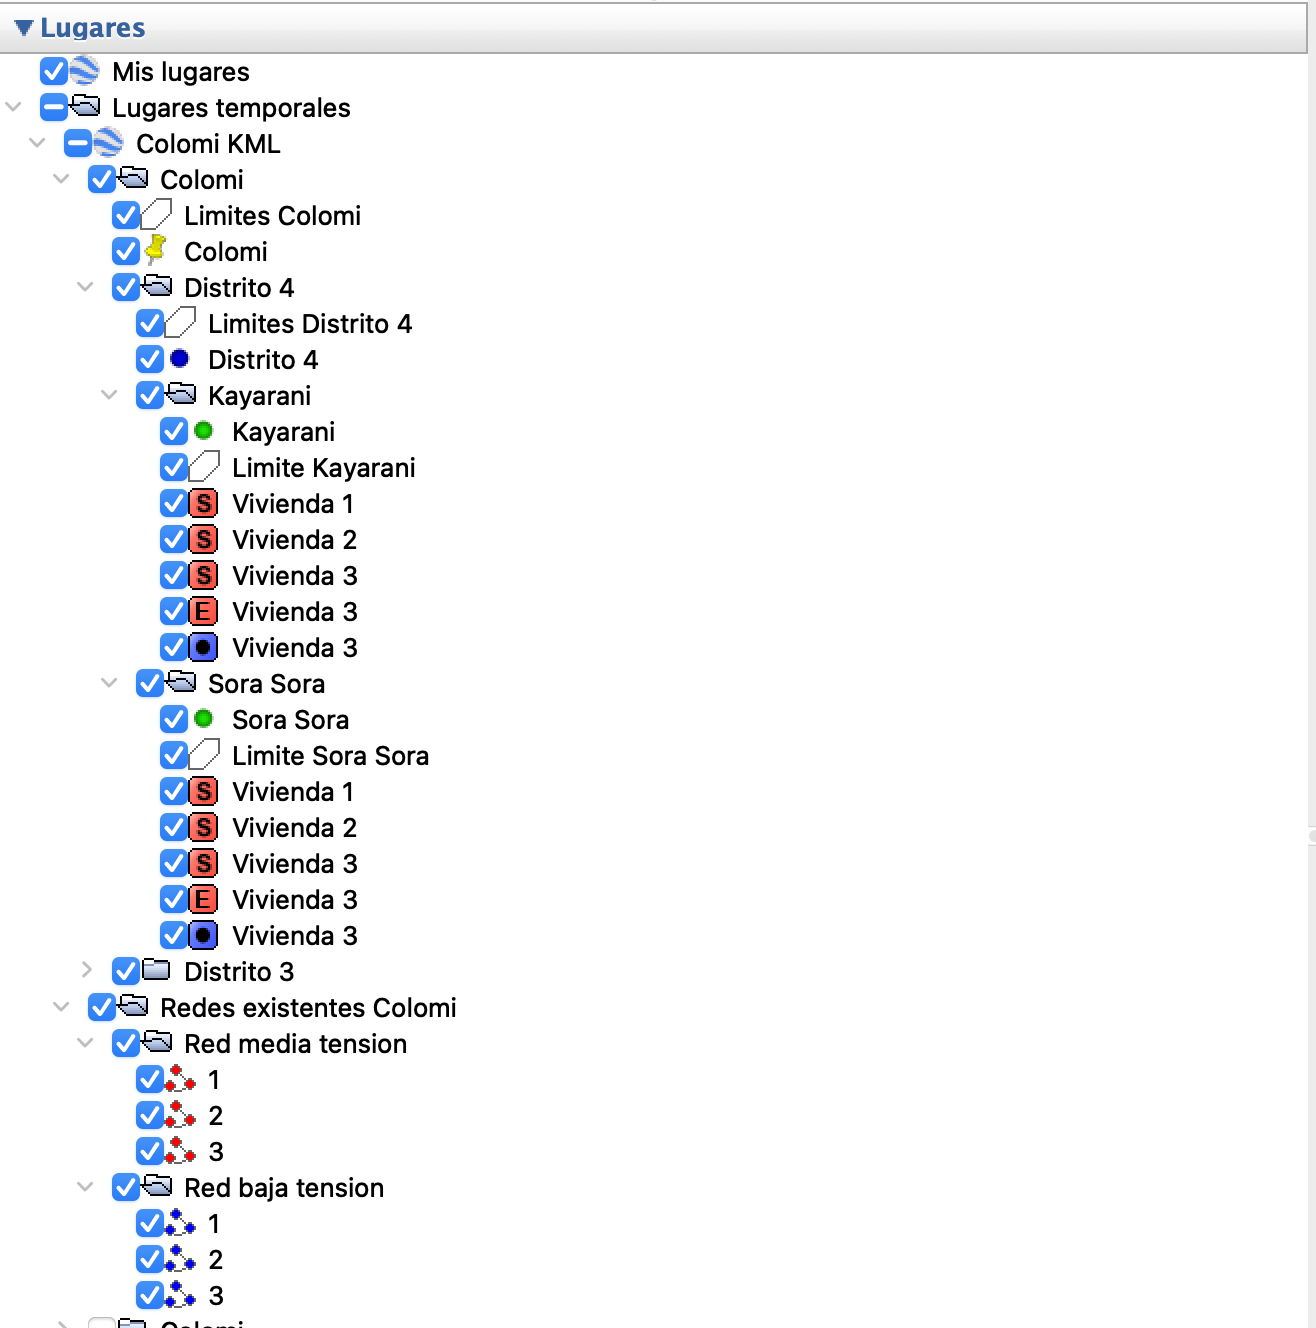 Lugares
Mis lugares
Lugares temporales
Colomi KML
Colomi
Limites Colomi
Colomi
Distrito 4
Limites Distrito 4
Distrito 4
Kayarani
Kayarani
Limite Kayarani
S Vivienda 1
S Vivienda 2
S Vivienda 3
E Vivienda 3
Vivienda 3
Sora Sora
Sora Sora
Limite Sora Sora
S Vivienda 1
S Vivienda 2
S Vivienda 3
E Vivienda 3
Vivienda 3
Distrito 3
Redes existentes Colomi
Red media tension
1
2
3
Red baja tension
1
2
3
Colomi